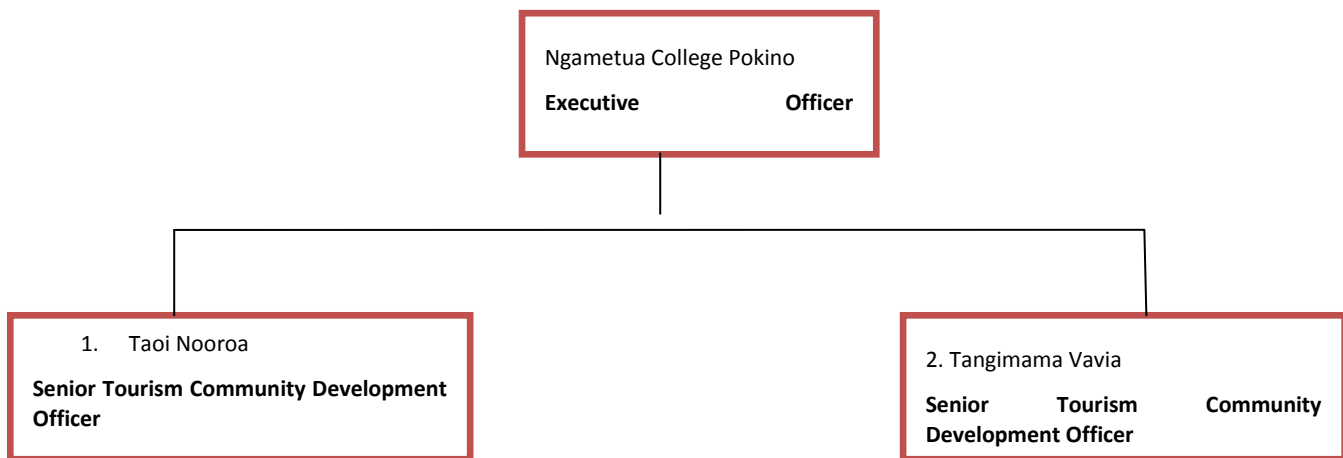 Ngametua College Pokino
Executive Officer
1. Taoi Nooroa
Senior Tourism Community Development
Officer
2. Tangimama Vavia
Senior Tourism Community
Development Officer